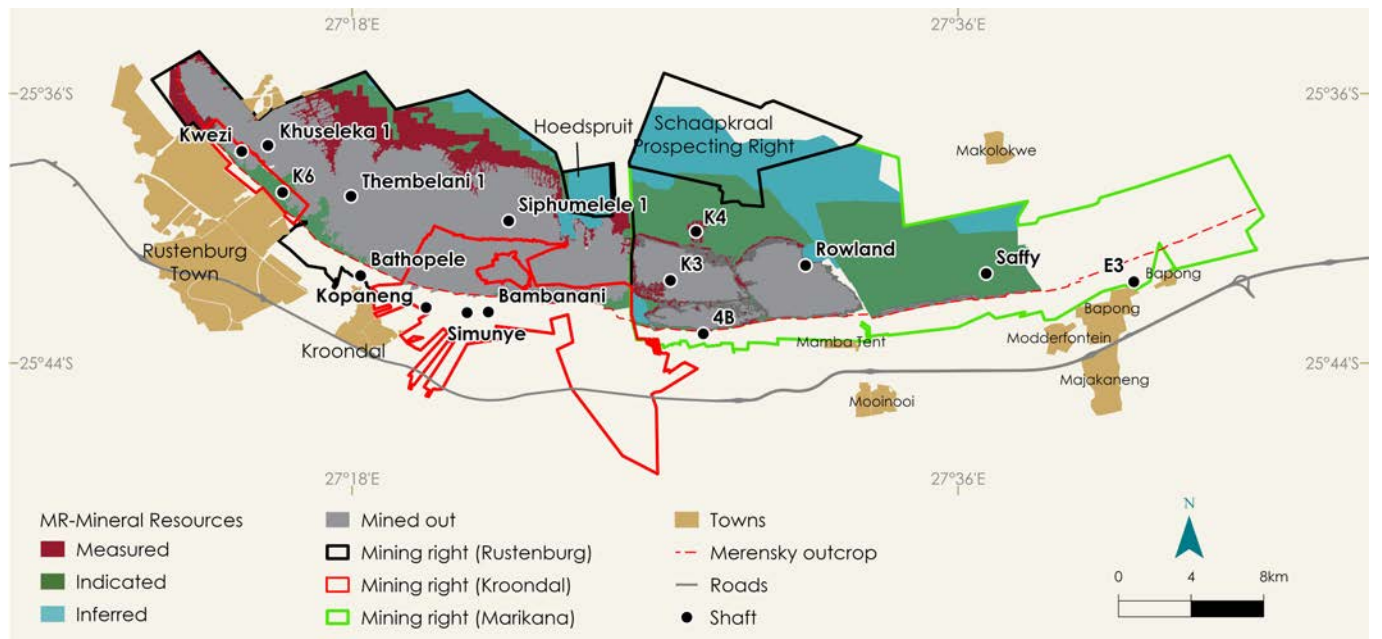 27°18'E
27°36'E
25°36'S
25°36'S
Hoedspruit
Schaapkraal
Prospecting Right
Makolokwe
Kwezi
Khuseleka 1
K6
Thembelani 1
Siphumelele 1
K4
Rustenburg
Town
Bathopele
K3
Rowland
Saffy
E3
Bapong
Kopaneng
Bambanani
Bapong
Simunye
4B
Kroondal
Mamba Tent
Modderfontein
25°44'S
25°44'S
Majakaneng
Mooinooi
27°18'E
27°36'E
MR-Mineral Resources
Measured
Indicated
Inferred
Mined out
Mining right (Rustenburg)
Mining right (Kroondal)
Mining right (Marikana)
Towns
Merensky outcrop
Roads
Shaft
N
0 4 8km